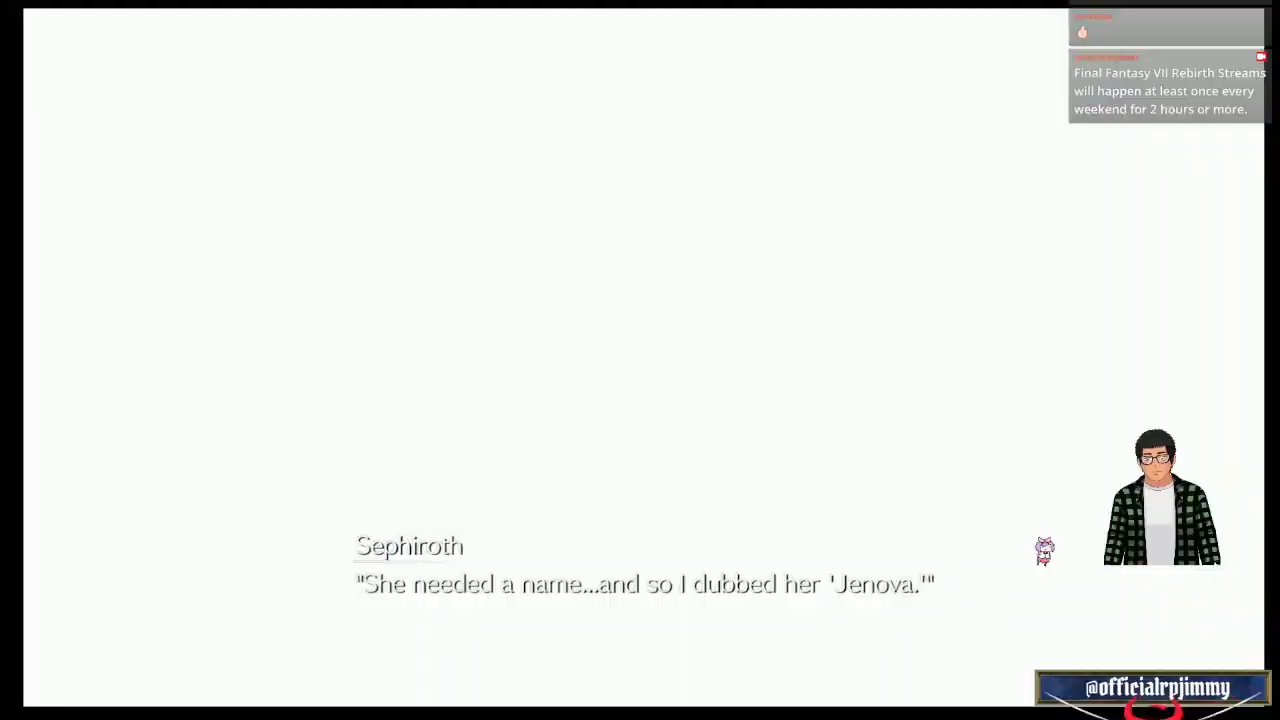 Final Fantasy VII Rebirth Streams
will happen at least once every
weekend for 2 hours or more.
Sephiroth
"She needed a name...and so I dubbed her 'Jenova.'"
@officialrpjimmy